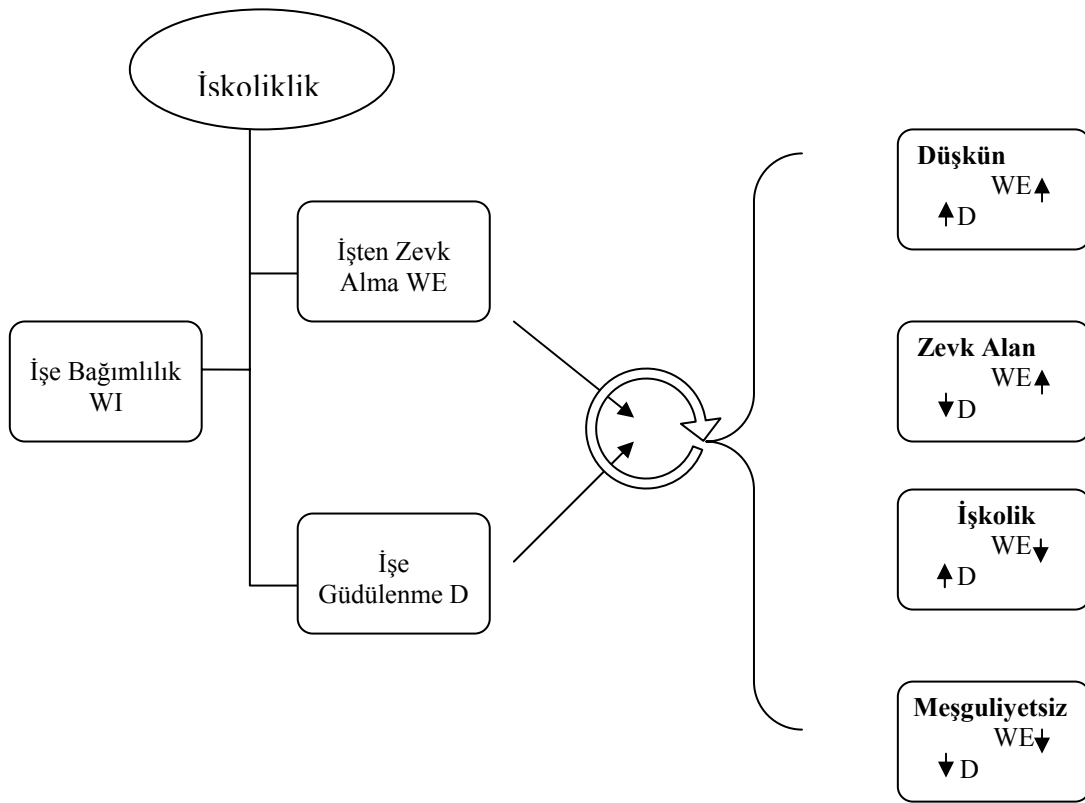 İşkoliklik
İşten Zevk
Alma WE
İşe Bağımlılık
WI
İşe
Güdülenme D
Düşkün
WE
D
Zevk Alan
WE
D
İşkolik
WE
D
Meşguliyetsiz
WE
D